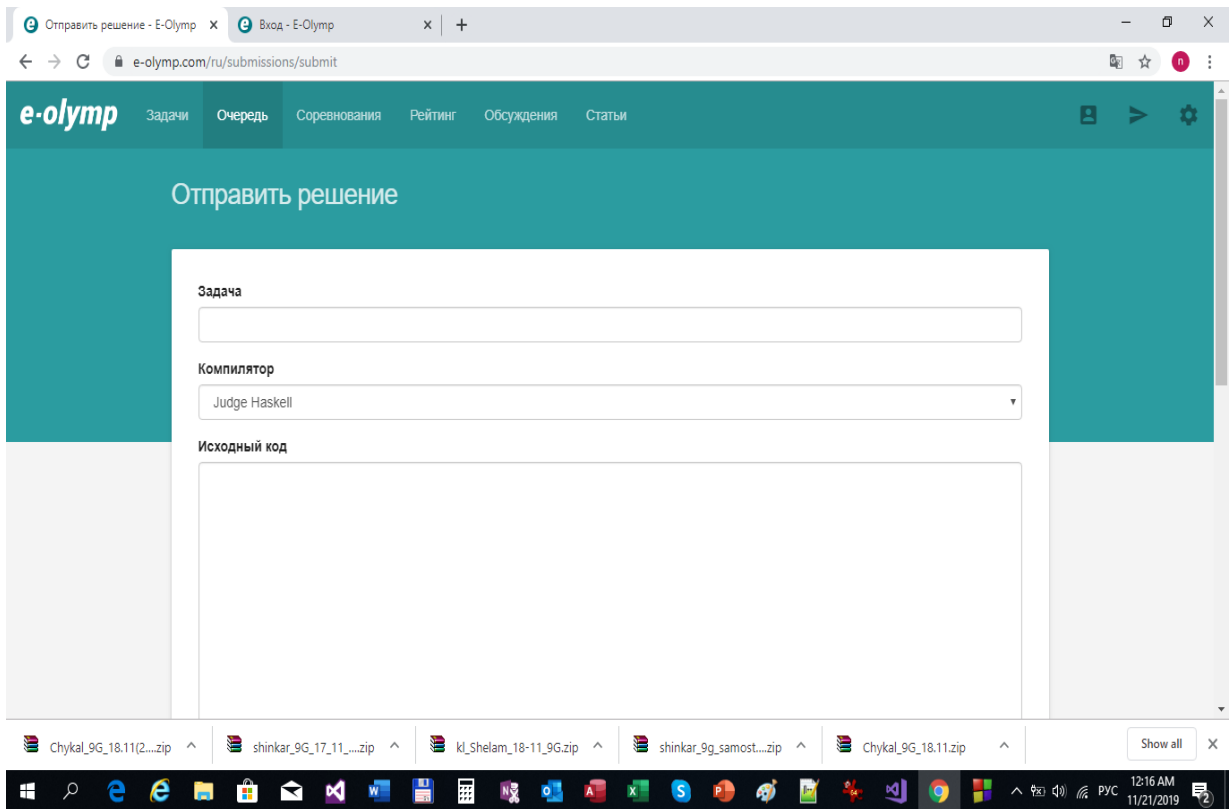 Отправить решение - E-Olymp
Вход - E-Olymp
e-olymp.com/ru/submissions/submit
n
e-olymp Задачи Очередь Соревнования Рейтинг Обсуждения Статьи
Отправить решение
Задача
Компилятор
Judge Haskell
Исходный код
Chykal_9G_18.11(2....zip shinkar_9G_17_11_....zip kl_Shelam_18-11_9G.zip shinkar_9g_samost....zip Chykal_9G_18.11.zip Show all
РУС 12:16 AM
11/21/2019
2